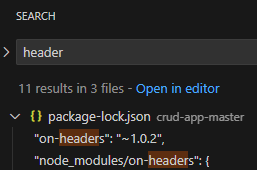 SEARCH
header
11 results in 3 files - Open in editor
{} package-lock.json crud-app-master
"on-headers": "~1.0.2",
"node_modules/on-headers": {